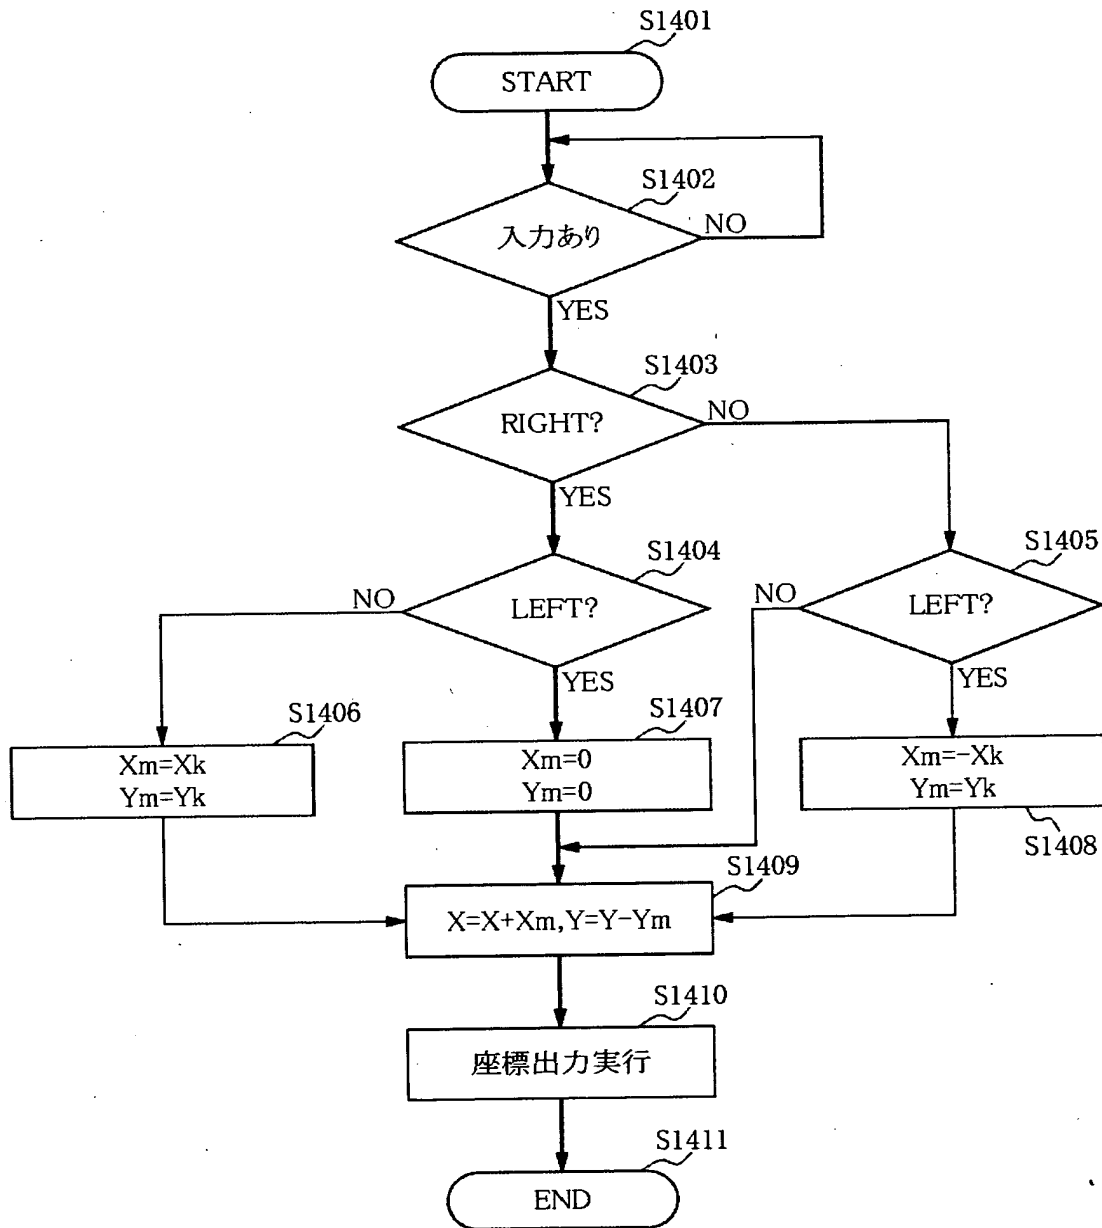 S1401
START
S1402
入力あり
NO
YES
S1403
RIGHT?
NO
YES
S1404
LEFT?
NO
YES
S1405
LEFT?
NO
YES
S1406
Xm=Xk
Ym=Yk
S1407
Xm=0
Ym=0
Xm=-Xk
Ym=Yk
S1408
S1409
X=X+Xm,Y=Y-Ym
S1410
座標出力実行
S1411
END